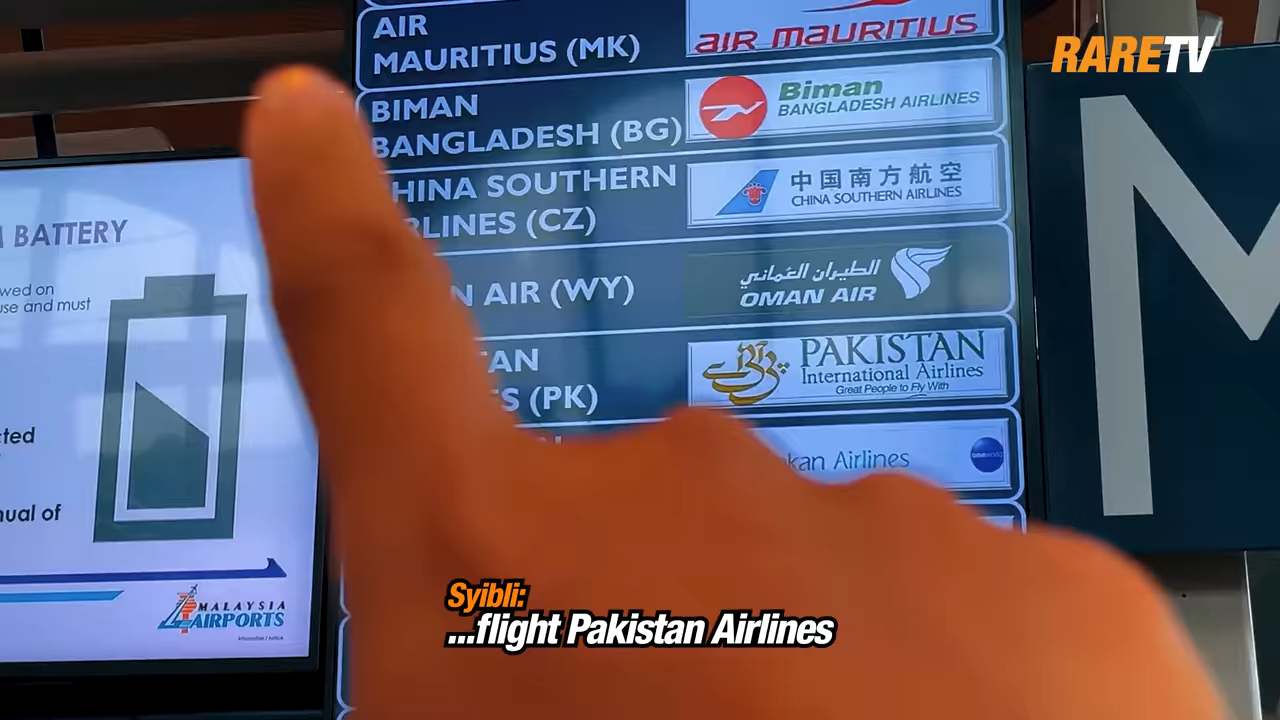 AIR
MAURITIUS (MK)
AIR MAURITIUS
RARETV
BIMAN
BANGLADESH (BG)
Biman
BANGLADESH AIRLINES
CHINA SOUTHERN
RLINES (CZ)
中国南方航空
CHINA SOUTHERN AIRLINES
N AIR (WY)
الطيران العماني
OMAN AIR
TAN
S (PK)
PAKISTAN
International Airlines
Great People to Fly With
kan Airlines
oneworld
M
BATTERY
wed on
use and must
cted
nual of
MALAYSIA
AIRPORTS
Syibli:
...flight Pakistan Airlines